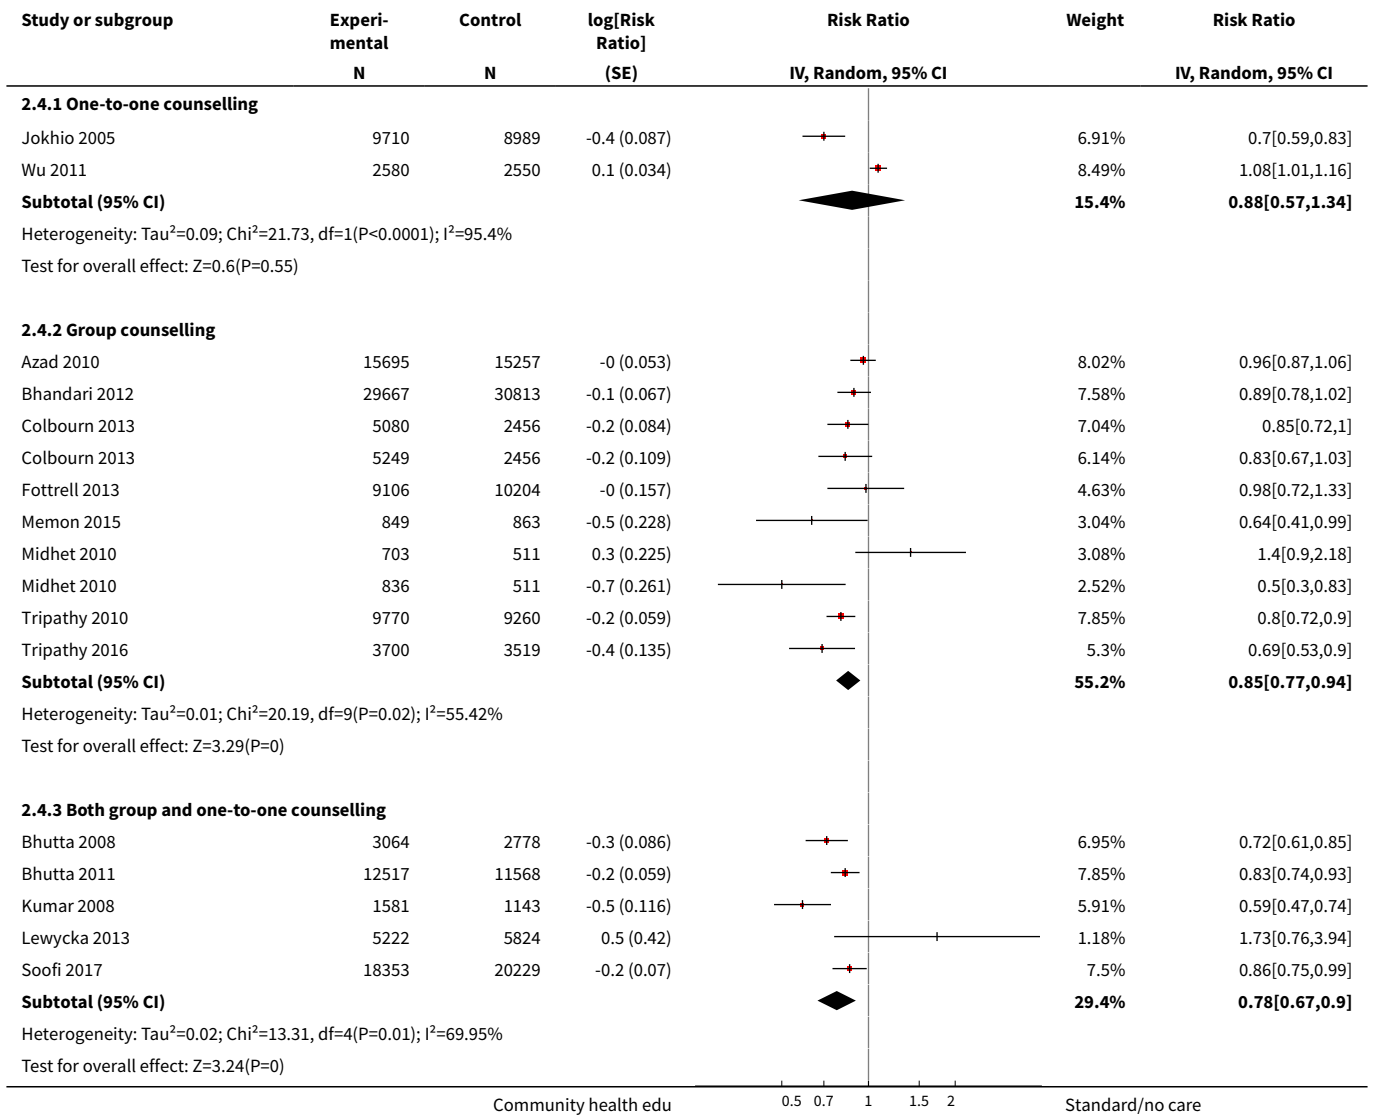 Study or subgroup Experi- Control log[Risk Risk Ratio Weight Risk Ratio
mental Ratio]
N N (SE) IV, Random, 95% CI IV, Random, 95% CI
2.4.1 One-to-one counselling
Jokhio 2005 9710 8989 -0.4 (0.087) 6.91% 0.7[0.59,0.83]
Wu 2011 2580 2550 0.1 (0.034) 8.49% 1.08[1.01,1.16]
Subtotal (95% CI) 15.4% 0.88[0.57,1.34]
Heterogeneity: Tau²=0.09; Chi²=21.73, df=1(P<0.0001); I²=95.4%
Test for overall effect: Z=0.6(P=0.55)
2.4.2 Group counselling
Azad 2010 15695 15257 -0 (0.053) 8.02% 0.96[0.87,1.06]
Bhandari 2012 29667 30813 -0.1 (0.067) 7.58% 0.89[0.78,1.02]
Colbourn 2013 5080 2456 -0.2 (0.084) 7.04% 0.85[0.72,1]
Colbourn 2013 5249 2456 -0.2 (0.109) 6.14% 0.83[0.67,1.03]
Fottrell 2013 9106 10204 -0 (0.157) 4.63% 0.98[0.72,1.33]
Memon 2015 849 863 -0.5 (0.228) 3.04% 0.64[0.41,0.99]
Midhet 2010 703 511 0.3 (0.225) 3.08% 1.4[0.9,2.18]
Midhet 2010 836 511 -0.7 (0.261) 2.52% 0.5[0.3,0.83]
Tripathy 2010 9770 9260 -0.2 (0.059) 7.85% 0.8[0.72,0.9]
Tripathy 2016 3700 3519 -0.4 (0.135) 5.3% 0.69[0.53,0.9]
Subtotal (95% CI) 55.2% 0.85[0.77,0.94]
Heterogeneity: Tau²=0.01; Chi²=20.19, df=9(P=0.02); I²=55.42%
Test for overall effect: Z=3.29(P=0)
2.4.3 Both group and one-to-one counselling
Bhutta 2008 3064 2778 -0.3 (0.086) 6.95% 0.72[0.61,0.85]
Bhutta 2011 12517 11568 -0.2 (0.059) 7.85% 0.83[0.74,0.93]
Kumar 2008 1581 1143 -0.5 (0.116) 5.91% 0.59[0.47,0.74]
Lewycka 2013 5222 5824 0.5 (0.42) 1.18% 1.73[0.76,3.94]
Soofi 2017 18353 20229 -0.2 (0.07) 7.5% 0.86[0.75,0.99]
Subtotal (95% CI) 29.4% 0.78[0.67,0.9]
Heterogeneity: Tau²=0.02; Chi²=13.31, df=4(P=0.01); I²=69.95%
Test for overall effect: Z=3.24(P=0)
Community health edu 0.5 0.7 1 1.5 2 Standard/no care